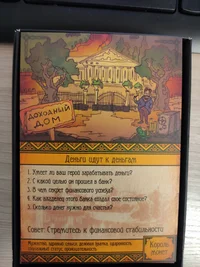 ДОХОДНЫЙ
ДОМ
Деньги идут к деньгам
1. Умеет ли ваш герой зарабатывать деньги?
2. С какой целью он пришел в банк?
3. В чем секрет финансового успеха?
4. Как владелец этого банка создал свое состояние?
5. Сколько денег нужно для счастья?
Совет: Стремитесь к финансовой стабильности
Король
монет